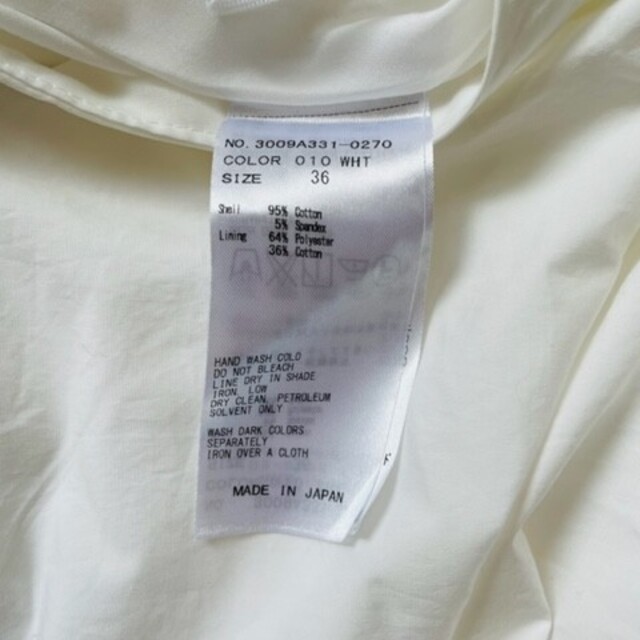 NO. 3009A331-0270
COLOR 010 WHT
SIZE 36
Shell 95% Cotton
5% Spandex
Lining 64% Polyester
36% Cotton
HAND WASH COLD
DO NOT BLEACH
LINE DRY IN SHADE
IRON, LOW
DRY CLEAN, PETROLEUM
SOLVENT ONLY
WASH DARK COLORS
SEPARATELY
IRON OVER A CLOTH
MADE IN JAPAN